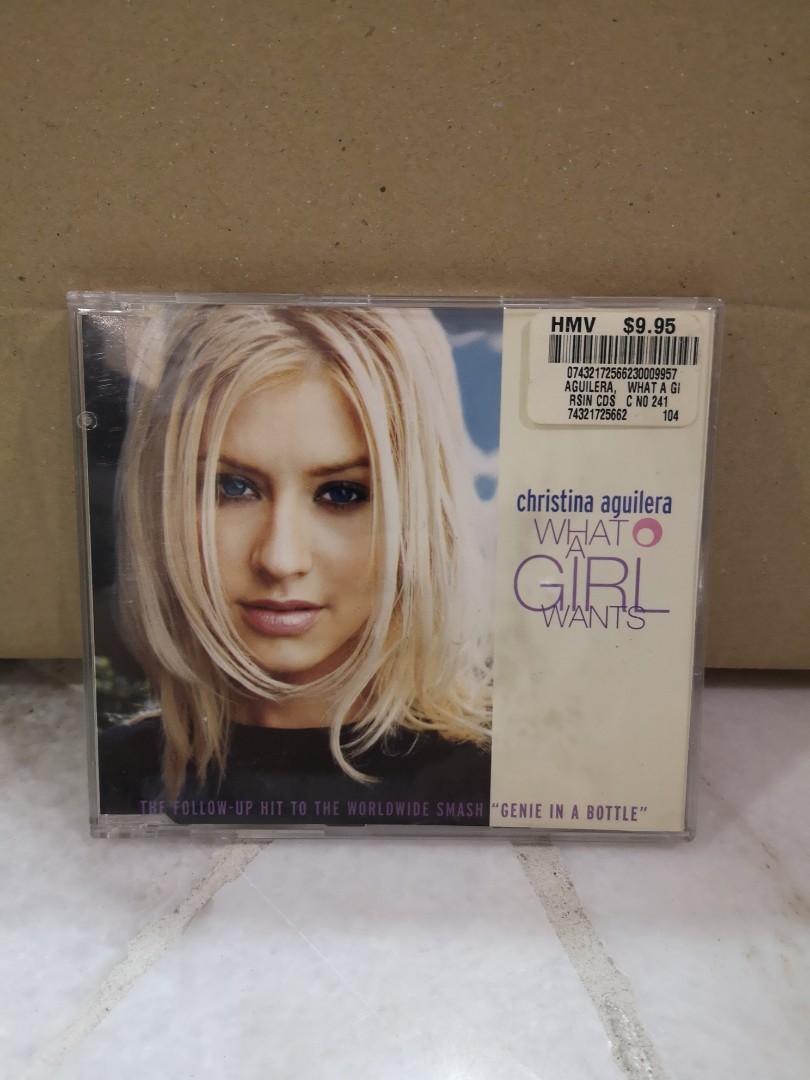 HMV $9.95
07432172566230009957
AGUILERA, WHAT A GI
RSIN CDS C NO 241
74321725662 104
christina aguilera
WHAT
A
GIRL
WANTS
THE FOLLOW-UP HIT TO THE WORLDWIDE SMASH "GENIE IN A BOTTLE"